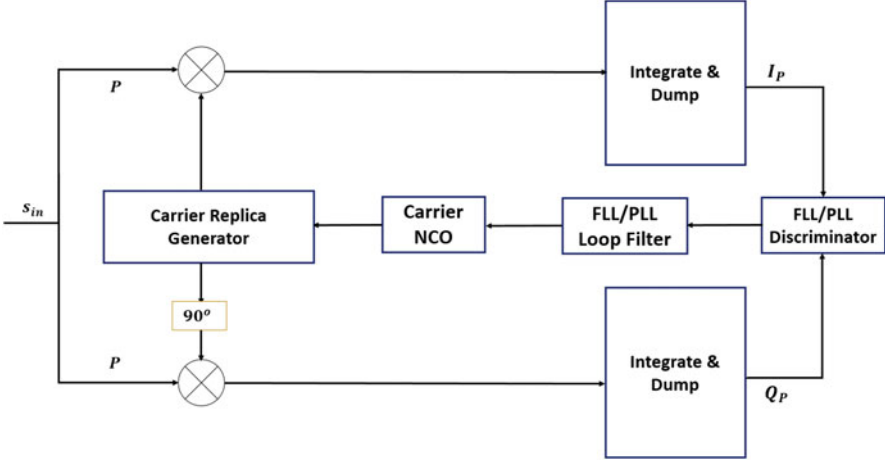 P
Integrate &
Dump
I_P
s_in
Carrier Replica
Generator
Carrier
NCO
FLL/PLL
Loop Filter
FLL/PLL
Discriminator
90°
P
Integrate &
Dump
Q_P